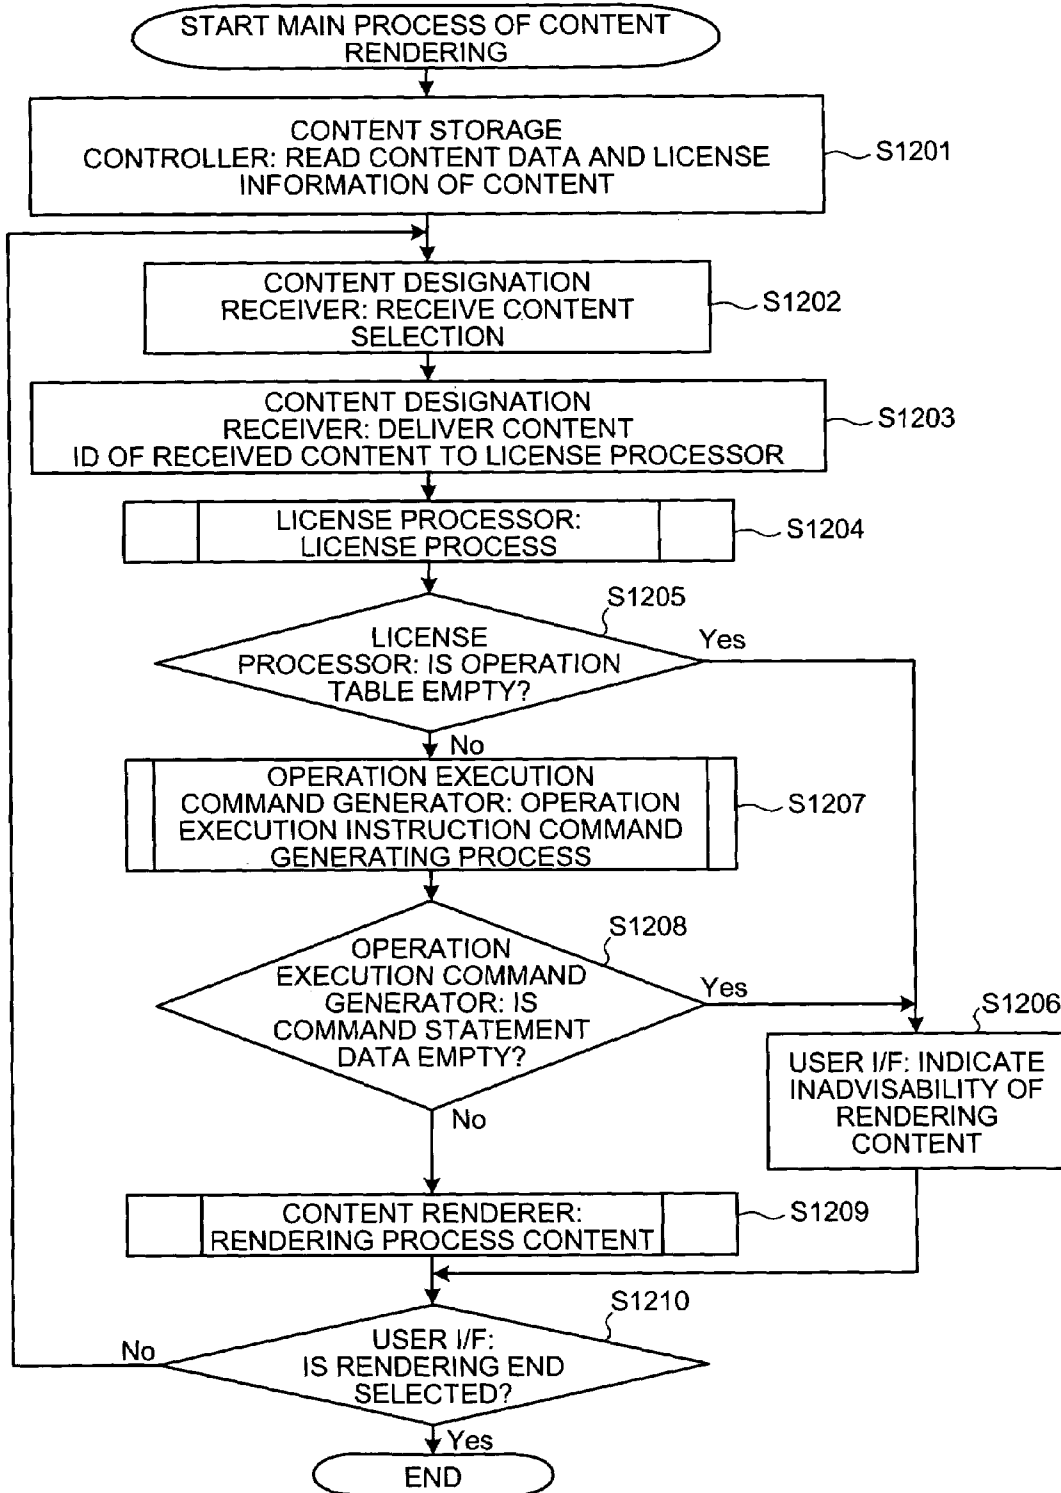 START MAIN PROCESS OF CONTENT
RENDERING
CONTENT STORAGE
CONTROLLER: READ CONTENT DATA AND LICENSE
INFORMATION OF CONTENT
S1201
CONTENT DESIGNATION
RECEIVER: RECEIVE CONTENT
SELECTION
S1202
CONTENT DESIGNATION
RECEIVER: DELIVER CONTENT
ID OF RECEIVED CONTENT TO LICENSE PROCESSOR
S1203
LICENSE PROCESSOR:
LICENSE PROCESS
S1204
S1205
LICENSE
PROCESSOR: IS OPERATION
TABLE EMPTY?
Yes
No
OPERATION EXECUTION
COMMAND GENERATOR: OPERATION
EXECUTION INSTRUCTION COMMAND
GENERATING PROCESS
S1207
S1208
OPERATION
EXECUTION COMMAND
GENERATOR: IS
COMMAND STATEMENT
DATA EMPTY?
Yes
No
S1206
USER I/F: INDICATE
INADVISABILITY OF
RENDERING
CONTENT
CONTENT RENDERER:
RENDERING PROCESS CONTENT
S1209
S1210
USER I/F:
IS RENDERING END
SELECTED?
No
Yes
END